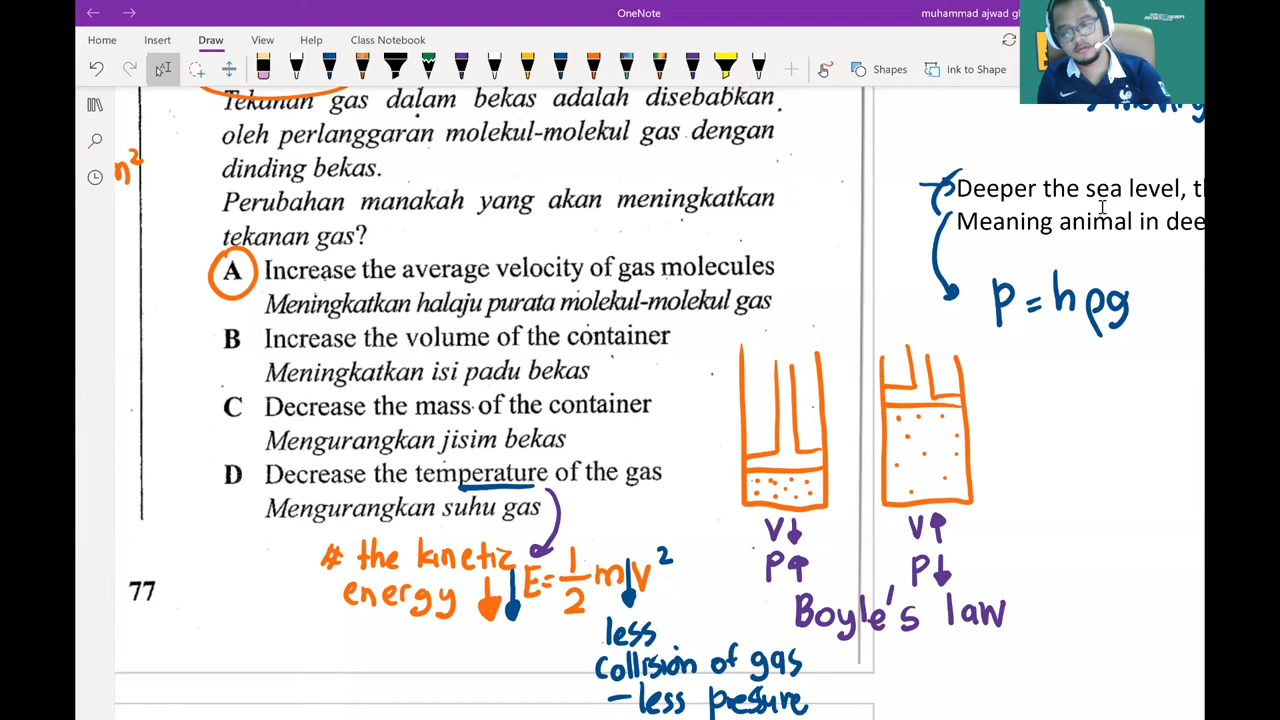 OneNote
muhammad ajwad gh
Home Insert Draw View Help Class Notebook
Shapes Ink to Shape
Tekanan gas dalam bekas adalah disebabkan
oleh perlanggaran molekul-molekul gas dengan
dinding bekas.
Perubahan manakah yang akan meningkatkan
tekanan gas?
A Increase the average velocity of gas molecules
Meningkatkan halaju purata molekul-molekul gas
B Increase the volume of the container
Meningkatkan isi padu bekas
C Decrease the mass of the container
Mengurangkan jisim bekas
D Decrease the temperature of the gas
Mengurangkan suhu gas
# the kinetic
energy ↓↓ E = 1/2 m↓v²
less
Collision of gas
- less presure
77
m²
Deeper the sea level, t
Meaning animal in dee
P = hρg
V↓ V↑
P↑ P↓
Boyle's law